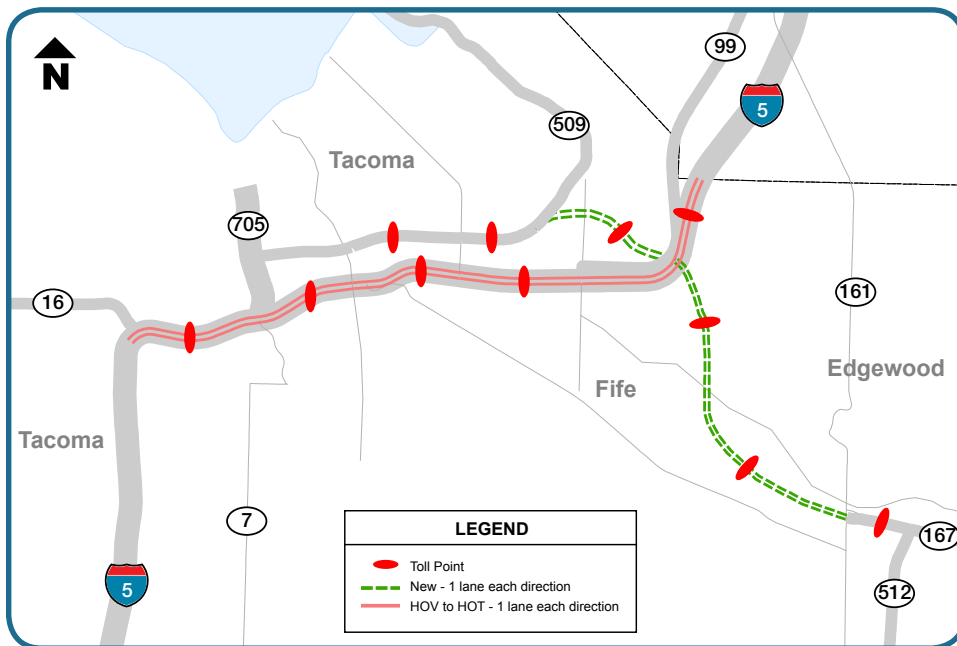 99
5
N
509
Tacoma
705
16
161
Edgewood
Fife
Tacoma
7
LEGEND
Toll Point
New - 1 lane each direction
HOV to HOT - 1 lane each direction
167
5
512